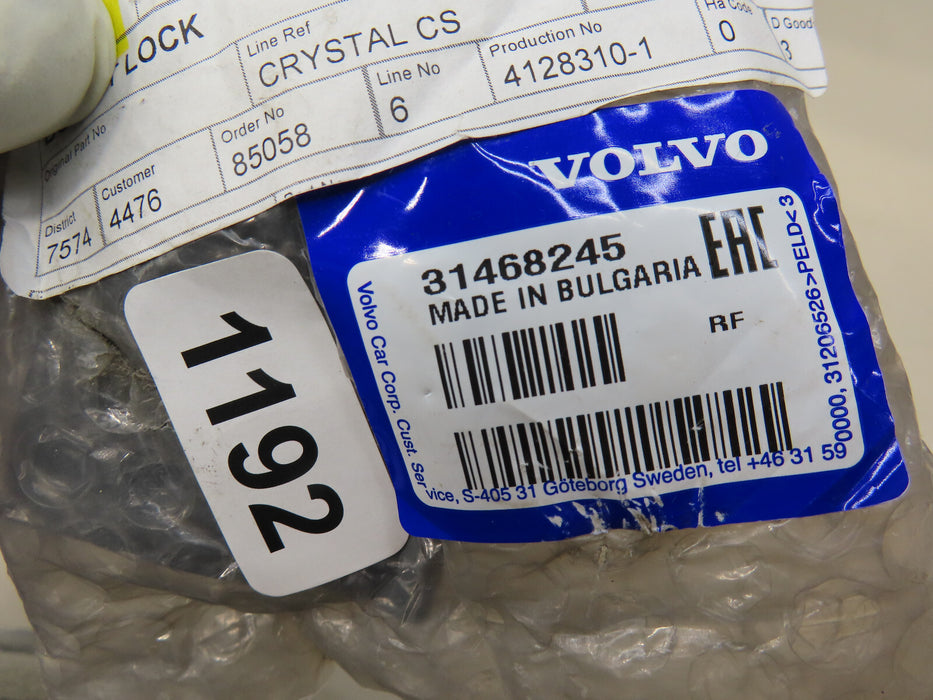 LOCK
Line Ref
CRYSTAL CS
Original Part No
Line No
6
Production No
4128310-1
Ha Code
0
D Good
3
District
7574
Customer
4476
Order No
85058
VOLVO
31468245
EAC
MADE IN BULGARIA
RF
Volvo Car Corp. Cust. Service, S-405 31 Göteborg Sweden, tel +46 31 590000, 31206526>PELD<3
1192